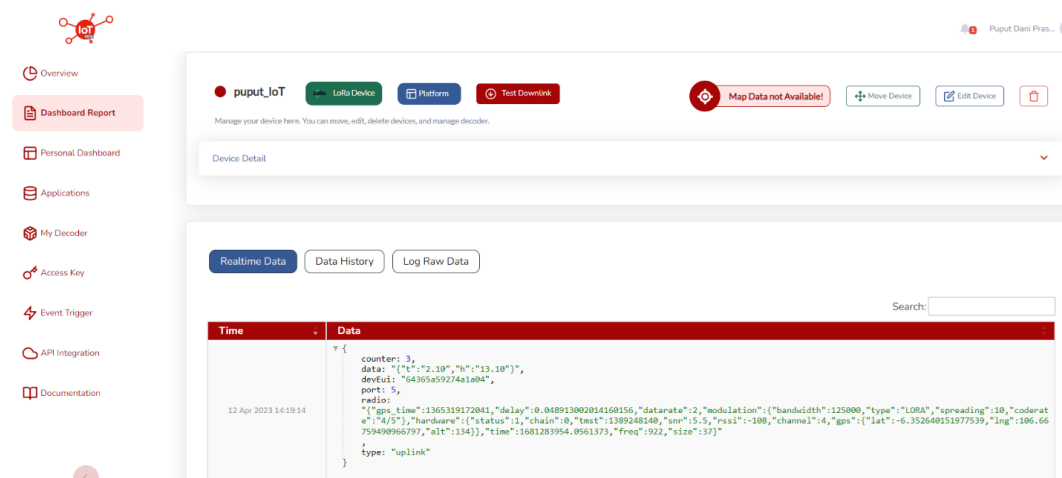 IoT
1
Puput Dani Pras...
Overview
Dashboard Report
Personal Dashboard
Applications
My Decoder
Access Key
Event Trigger
API Integration
Documentation
puput_IoT
LoRa Device
Platform
Test Downlink
Map Data not Available!
Move Device
Edit Device
Manage your device here. You can move, edit, delete devices, and manage decoder.
Device Detail
Realtime Data
Data History
Log Raw Data
Search:
Time
Data
12 Apr 2023 14:19:14
{
counter: 3,
data: "{"t":"2.10","h":"13.10"}",
devEui: "64365a59274a1a04",
port: 5,
radio:
"{"gps_time":1365319172041,"delay":0.048913002014160156,"datarate":2,"modulation":{"bandwidth":125000,"type":"LORA","spreading":10,"coderat
e":"4/5"},"hardware":{"status":1,"chain":0,"tmst":1389248140,"snr":5.5,"rssi":-108,"channel":4,"gps":{"lat":-6.352640151977539,"lng":106.66
759490966797,"alt":134}},"time":1681283954.0561373,"freq":922,"size":37}"
,
type: "uplink"
}